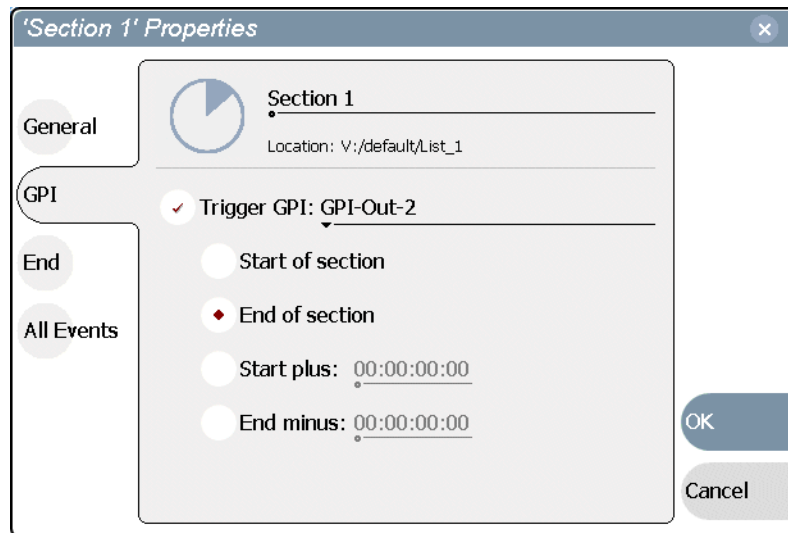 'Section 1' Properties
Section 1
Location: V:/default/List_1
General
GPI
End
All Events
Trigger GPI: GPI-Out-2
Start of section
End of section
Start plus: 00:00:00:00
End minus: 00:00:00:00
OK
Cancel